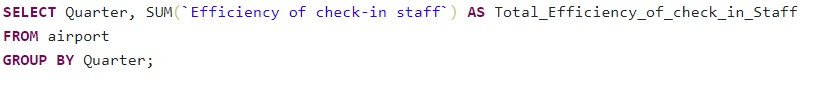 SELECT Quarter, SUM(`Efficiency of check-in staff`) AS Total_Efficiency_of_check_in_Staff
FROM airport
GROUP BY Quarter;